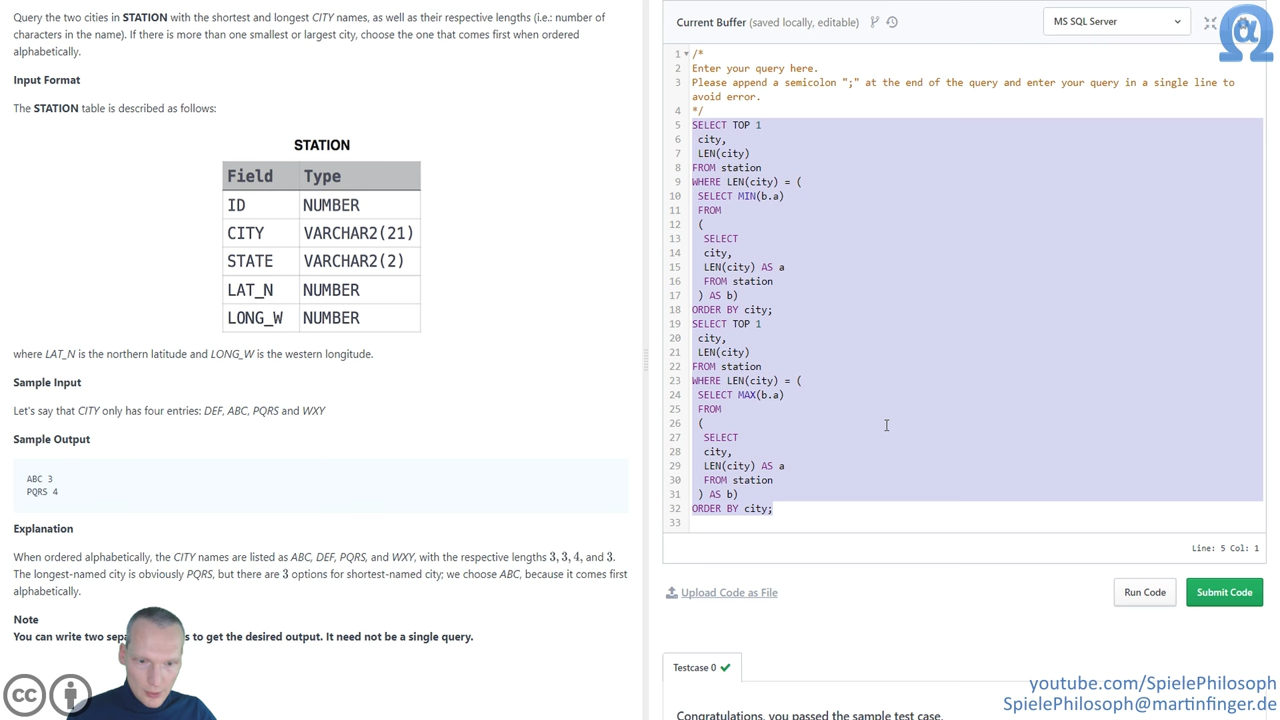 Query the two cities in STATION with the shortest and longest CITY names, as well as their respective lengths (i.e.: number of
characters in the name). If there is more than one smallest or largest city, choose the one that comes first when ordered
alphabetically.
Input Format
The STATION table is described as follows:
STATION
Field Type
ID NUMBER
CITY VARCHAR2(21)
STATE VARCHAR2(2)
LAT_N NUMBER
LONG_W NUMBER
where LAT_N is the northern latitude and LONG_W is the western longitude.
Sample Input
Let's say that CITY only has four entries: DEF, ABC, PQRS and WXY
Sample Output
ABC 3
PQRS 4
Explanation
When ordered alphabetically, the CITY names are listed as ABC, DEF, PQRS, and WXY, with the respective lengths 3, 3, 4, and 3.
The longest-named city is obviously PQRS, but there are 3 options for shortest-named city; we choose ABC, because it comes first
alphabetically.
Note
You can write two to get the desired output. It need not be a single query.
cc
Current Buffer (saved locally, editable)
MS SQL Server
α
1 /*
2 Enter your query here.
3 Please append a semicolon ";" at the end of the query and enter your query in a single line to
avoid error.
4 */
5 SELECT TOP 1
6 city,
7 LEN(city)
8 FROM station
9 WHERE LEN(city) = (
10 SELECT MIN(b.a)
11 FROM
12 (
13 SELECT
14 city,
15 LEN(city) AS a
16 FROM station
17 ) AS b)
18 ORDER BY city;
19 SELECT TOP 1
20 city,
21 LEN(city)
22 FROM station
23 WHERE LEN(city) = (
24 SELECT MAX(b.a)
25 FROM
26 (
27 SELECT
28 city,
29 LEN(city) AS a
30 FROM station
31 ) AS b)
32 ORDER BY city;
33
Line: 5 Col: 1
Upload Code as File
Run Code
Submit Code
Testcase 0
Congratulations, you passed the sample test case.
youtube.com/SpielePhilosoph
SpielePhilosoph@martinfinger.de